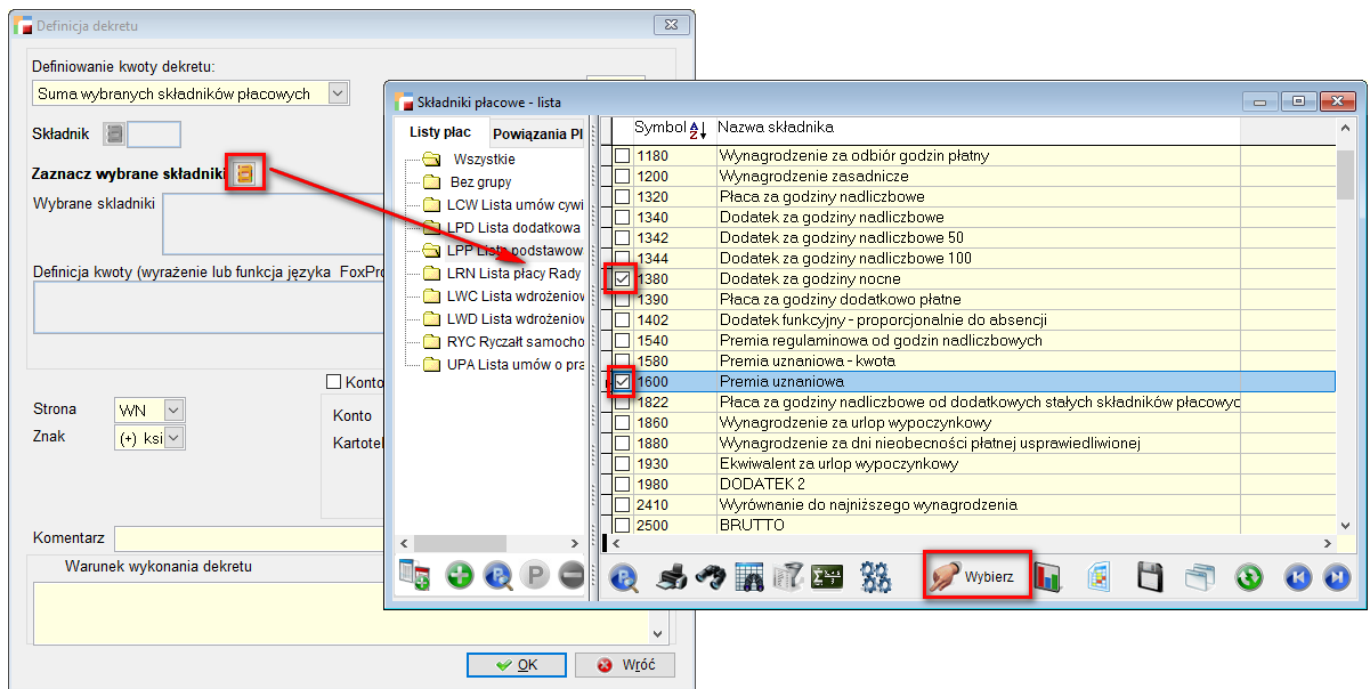 Definicja dekretu
Definiowanie kwoty dekretu:
Suma wybranych składników płacowych
Składnik
Zaznacz wybrane składniki
Wybrane skladniki
Definicja kwoty (wyrażenie lub funkcja języka FoxPro
Konto
Strona WN
Znak (+) ksi
Konto
Kartotek
Komentarz
Warunek wykonania dekretu
OK Wróć
Składniki płacowe - lista
Listy płac Powiązania Pl
Wszystkie
Bez grupy
LCW Lista umów cywi
LPD Lista dodatkowa
LPP Lista podstawow
LRN Lista płacy Rady
LWC Lista wdrożeniow
LWD Lista wdrożeniow
RYC Ryczałt samocho
UPA Lista umów o pra
Symbol Nazwa składnika
1180 Wynagrodzenie za odbiór godzin płatny
1200 Wynagrodzenie zasadnicze
1320 Płaca za godziny nadliczbowe
1340 Dodatek za godziny nadliczbowe
1342 Dodatek za godziny nadliczbowe 50
1344 Dodatek za godziny nadliczbowe 100
1380 Dodatek za godziny nocne
1390 Płaca za godziny dodatkowo płatne
1402 Dodatek funkcyjny - proporcjonalnie do absencji
1540 Premia regulaminowa od godzin nadliczbowych
1580 Premia uznaniowa - kwota
1600 Premia uznaniowa
1822 Płaca za godziny nadliczbowe od dodatkowych stałych składników płacowyc
1860 Wynagrodzenie za urlop wypoczynkowy
1880 Wynagrodzenie za dni nieobecności płatnej usprawiedliwionej
1930 Ekwiwalent za urlop wypoczynkowy
1980 DODATEK 2
2410 Wyrównanie do najniższego wynagrodzenia
2500 BRUTTO
Wybierz